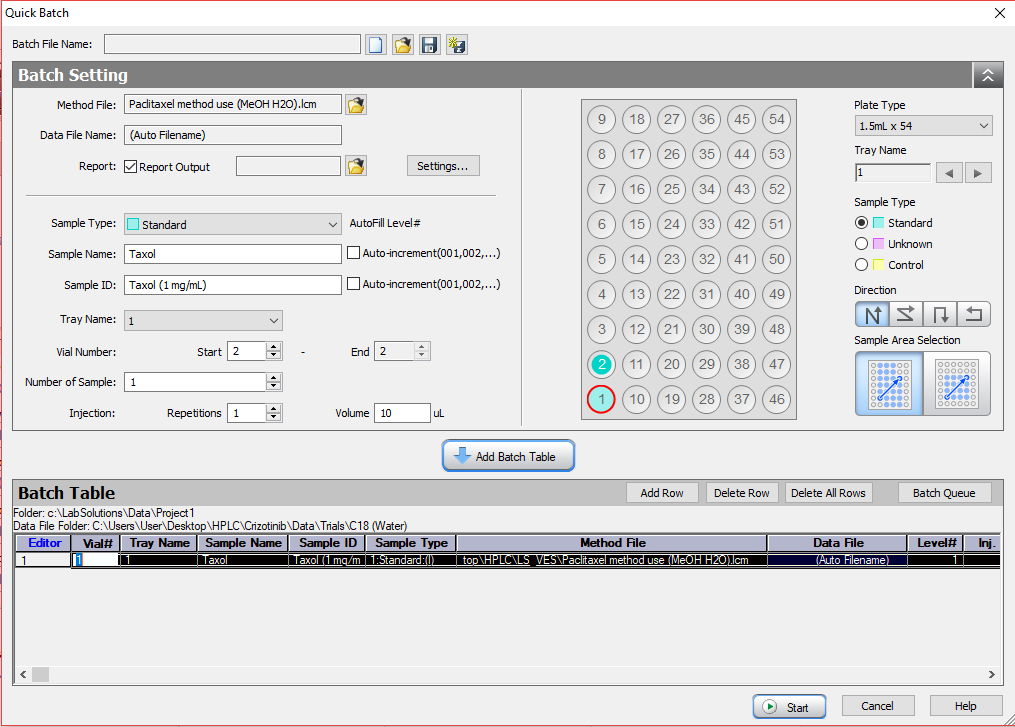 Quick Batch
Batch File Name:
Batch Setting
Method File: Paclitaxel method use (MeOH H2O).lcm
Data File Name: (Auto Filename)
Report: Report Output Settings...
Sample Type: Standard AutoFill Level#
Sample Name: Taxol Auto-increment(001,002,...)
Sample ID: Taxol (1 mg/mL) Auto-increment(001,002,...)
Tray Name: 1
Vial Number: Start 2 - End 2
Number of Sample: 1
Injection: Repetitions 1 Volume 10 uL
9 18 27 36 45 54
8 17 26 35 44 53
7 16 25 34 43 52
6 15 24 33 42 51
5 14 23 32 41 50
4 13 22 31 40 49
3 12 21 30 39 48
2 11 20 29 38 47
1 10 19 28 37 46
Plate Type
1.5mL x 54
Tray Name
1
Sample Type
Standard
Unknown
Control
Direction
Sample Area Selection
Add Batch Table
Batch Table Add Row Delete Row Delete All Rows Batch Queue
Folder: c:\LabSolutions\Data\Project1
Data File Folder: C:\Users\User\Desktop\HPLC\Crizotinib\Data\Trials\C18 (Water)
Editor Vial# Tray Name Sample Name Sample ID Sample Type Method File Data File Level# Inj.
1 1 1 Taxol Taxol (1 mg/m 1:Standard:(I) top\HPLC\LS_VES\Paclitaxel method use (MeOH H2O).lcm (Auto Filename) 1
Start Cancel Help